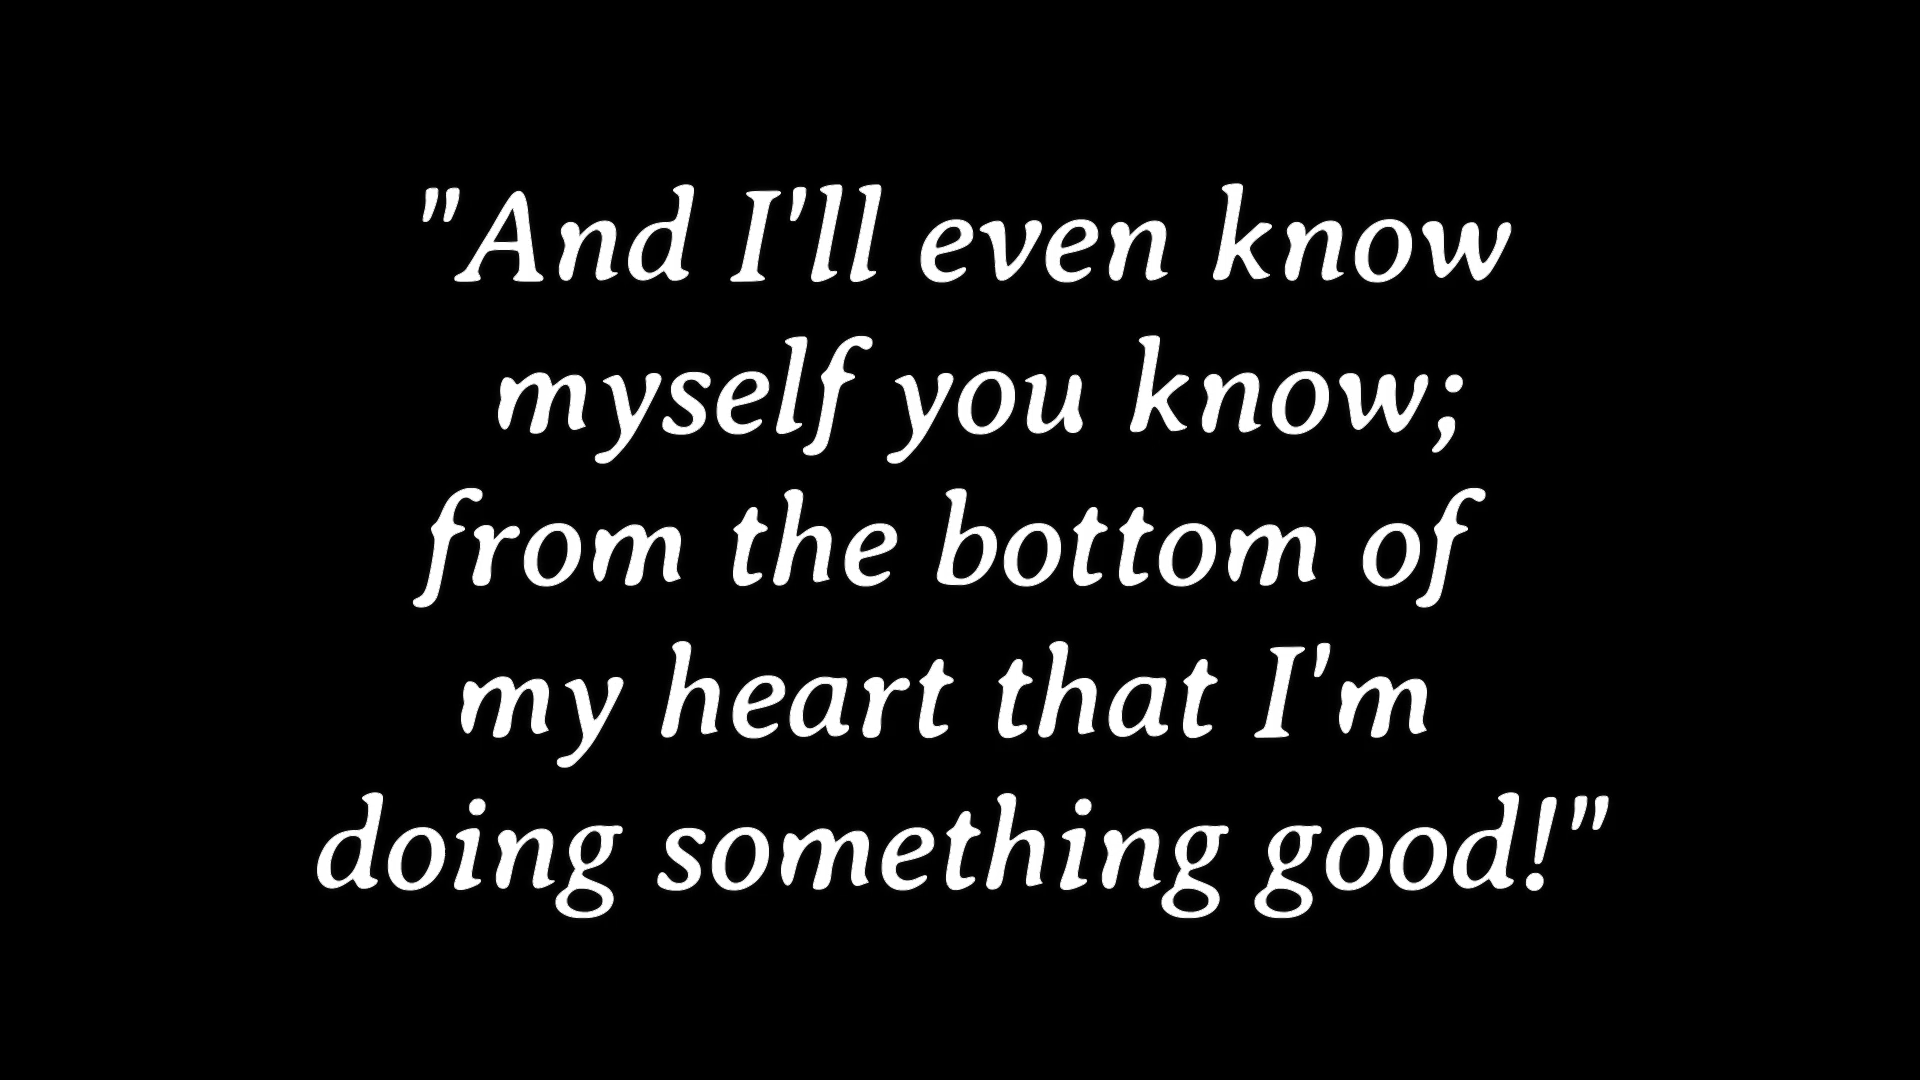 "And I'll even know
myself you know;
from the bottom of
my heart that I'm
doing something good!"